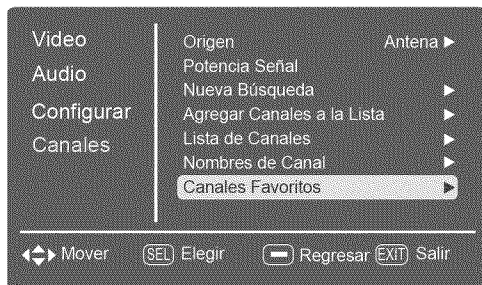 Video
Audio
Configurar
Canales
Origen Antena ▶
Potencia Señal
Nueva Búsqueda ▶
Agregar Canales a la Lista ▶
Lista de Canales ▶
Nombres de Canal ▶
Canales Favoritos ▶
Mover SEL Elegir Regresar EXIT Salir